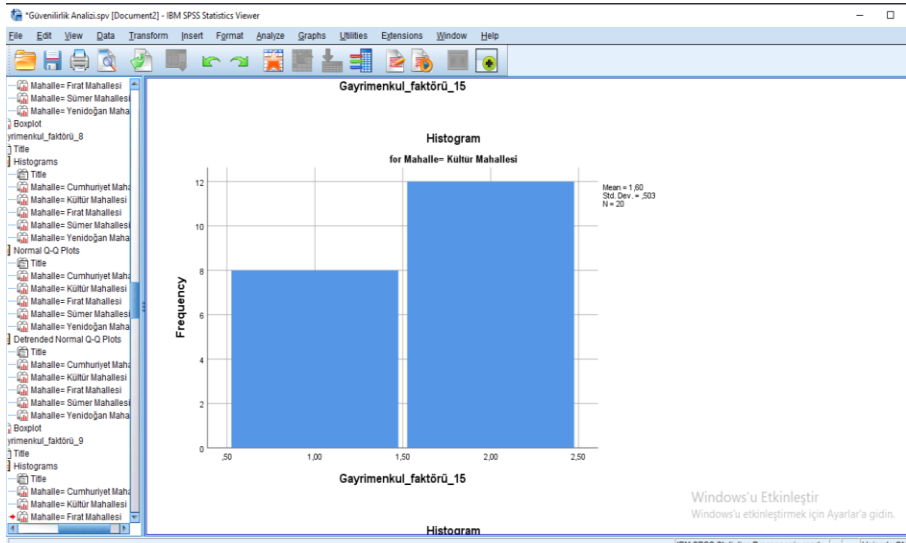 *Güvenilirlik Analizi.spv [Document2] - IBM SPSS Statistics Viewer
File Edit View Data Transform Insert Format Analyze Graphs Utilities Extensions Window Help
Mahalle= Fırat Mahallesi
Mahalle= Sümer Mahallesi
Mahalle= Yenidoğan Maha
Boxplot
yrimenkul_faktörü_8
Title
Histograms
Title
Mahalle= Cumhuriyet Maha
Mahalle= Kültür Mahallesi
Mahalle= Fırat Mahallesi
Mahalle= Sümer Mahallesi
Mahalle= Yenidoğan Maha
Normal Q-Q Plots
Title
Mahalle= Cumhuriyet Maha
Mahalle= Kültür Mahallesi
Mahalle= Fırat Mahallesi
Mahalle= Sümer Mahallesi
Mahalle= Yenidoğan Maha
Detrended Normal Q-Q Plots
Title
Mahalle= Cumhuriyet Maha
Mahalle= Kültür Mahallesi
Mahalle= Fırat Mahallesi
Mahalle= Sümer Mahallesi
Mahalle= Yenidoğan Maha
Boxplot
yrimenkul_faktörü_9
Title
Histograms
Title
Mahalle= Cumhuriyet Maha
Mahalle= Kültür Mahallesi
Mahalle= Fırat Mahallesi
Gayrimenkul_faktörü_15
Histogram
for Mahalle= Kültür Mahallesi
Mean = 1,60
Std. Dev. = ,503
N = 20
Frequency
12
10
8
6
4
2
0
,50 1,00 1,50 2,00 2,50
Gayrimenkul_faktörü_15
Histogram
Windows'u Etkinleştir
Windows'u etkinleştirmek için Ayarlar'a gidin.